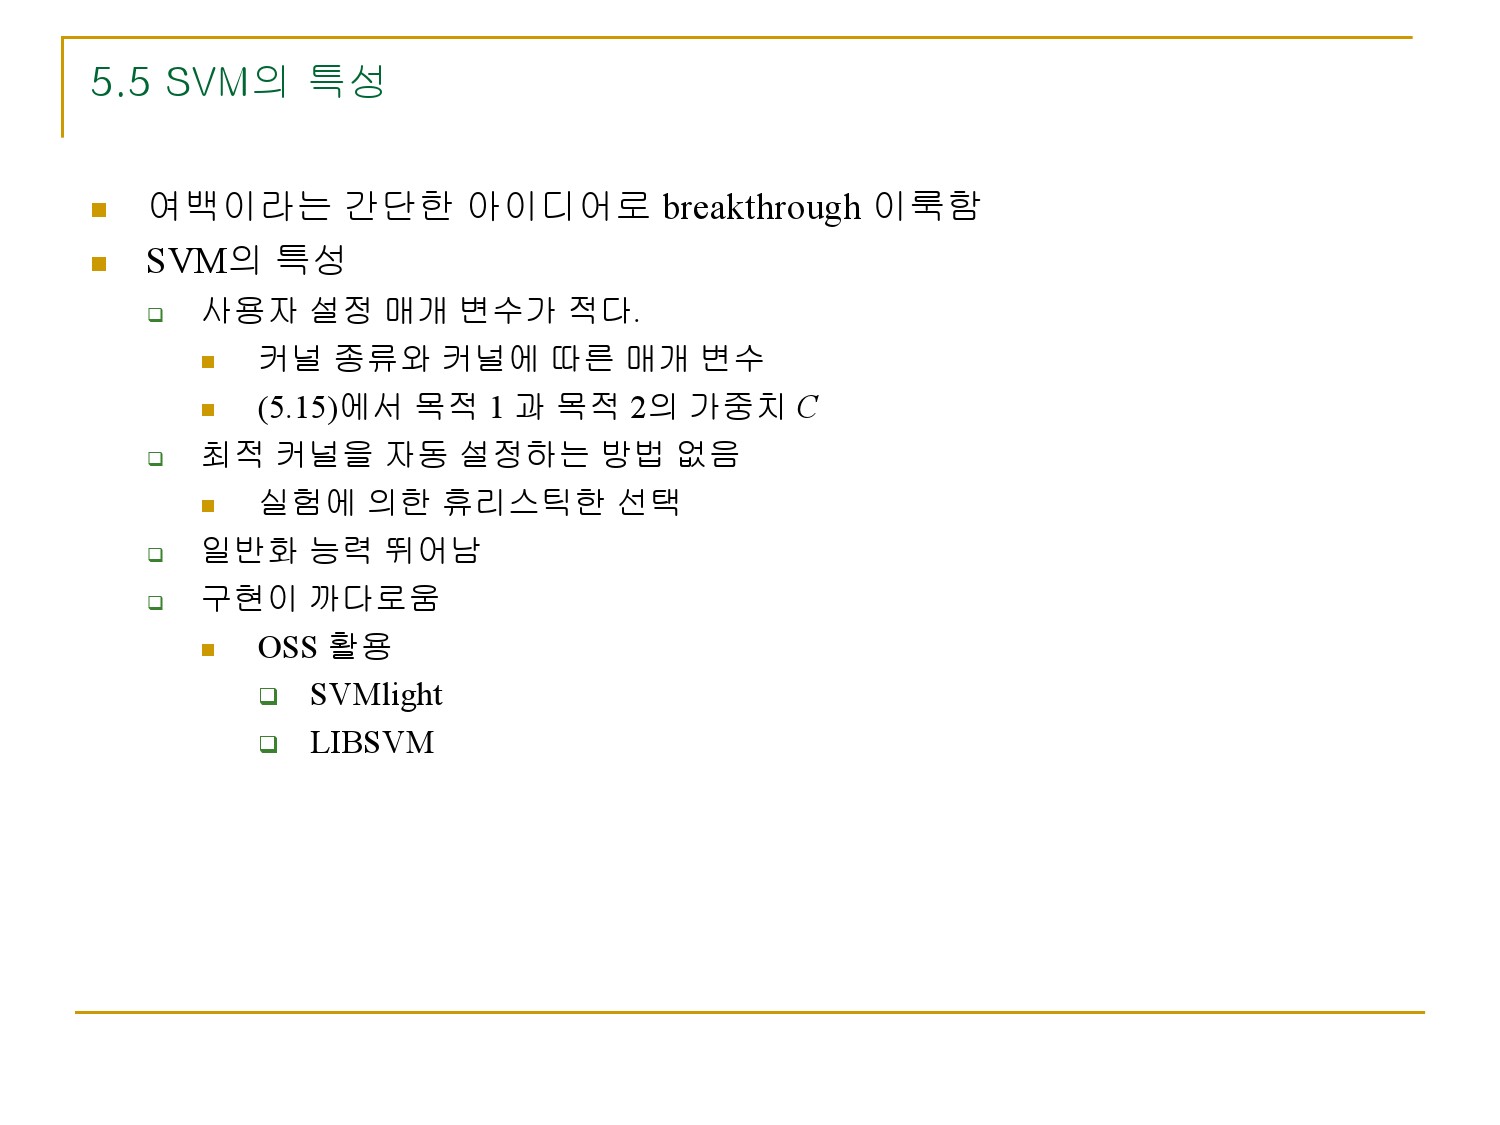 5.5 SVM의 특성
여백이라는 간단한 아이디어로 breakthrough 이룩함
SVM의 특성
사용자 설정 매개 변수가 적다.
커널 종류와 커널에 따른 매개 변수
(5.15)에서 목적 1 과 목적 2의 가중치 C
최적 커널을 자동 설정하는 방법 없음
실험에 의한 휴리스틱한 선택
일반화 능력 뛰어남
구현이 까다로움
OSS 활용
SVMlight
LIBSVM